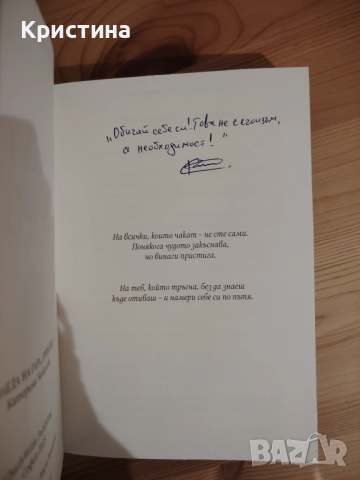 Кристина
„Обичай себе си! Това не е егоизъм,
а необходимост!"
На всички, които чакат – не сте сами.
Понякога чудото закъснява,
но винаги пристига.
На теб, който тръгна, без да знаеш
къде отиваш – и намери себе си по пътя.
BAZAR